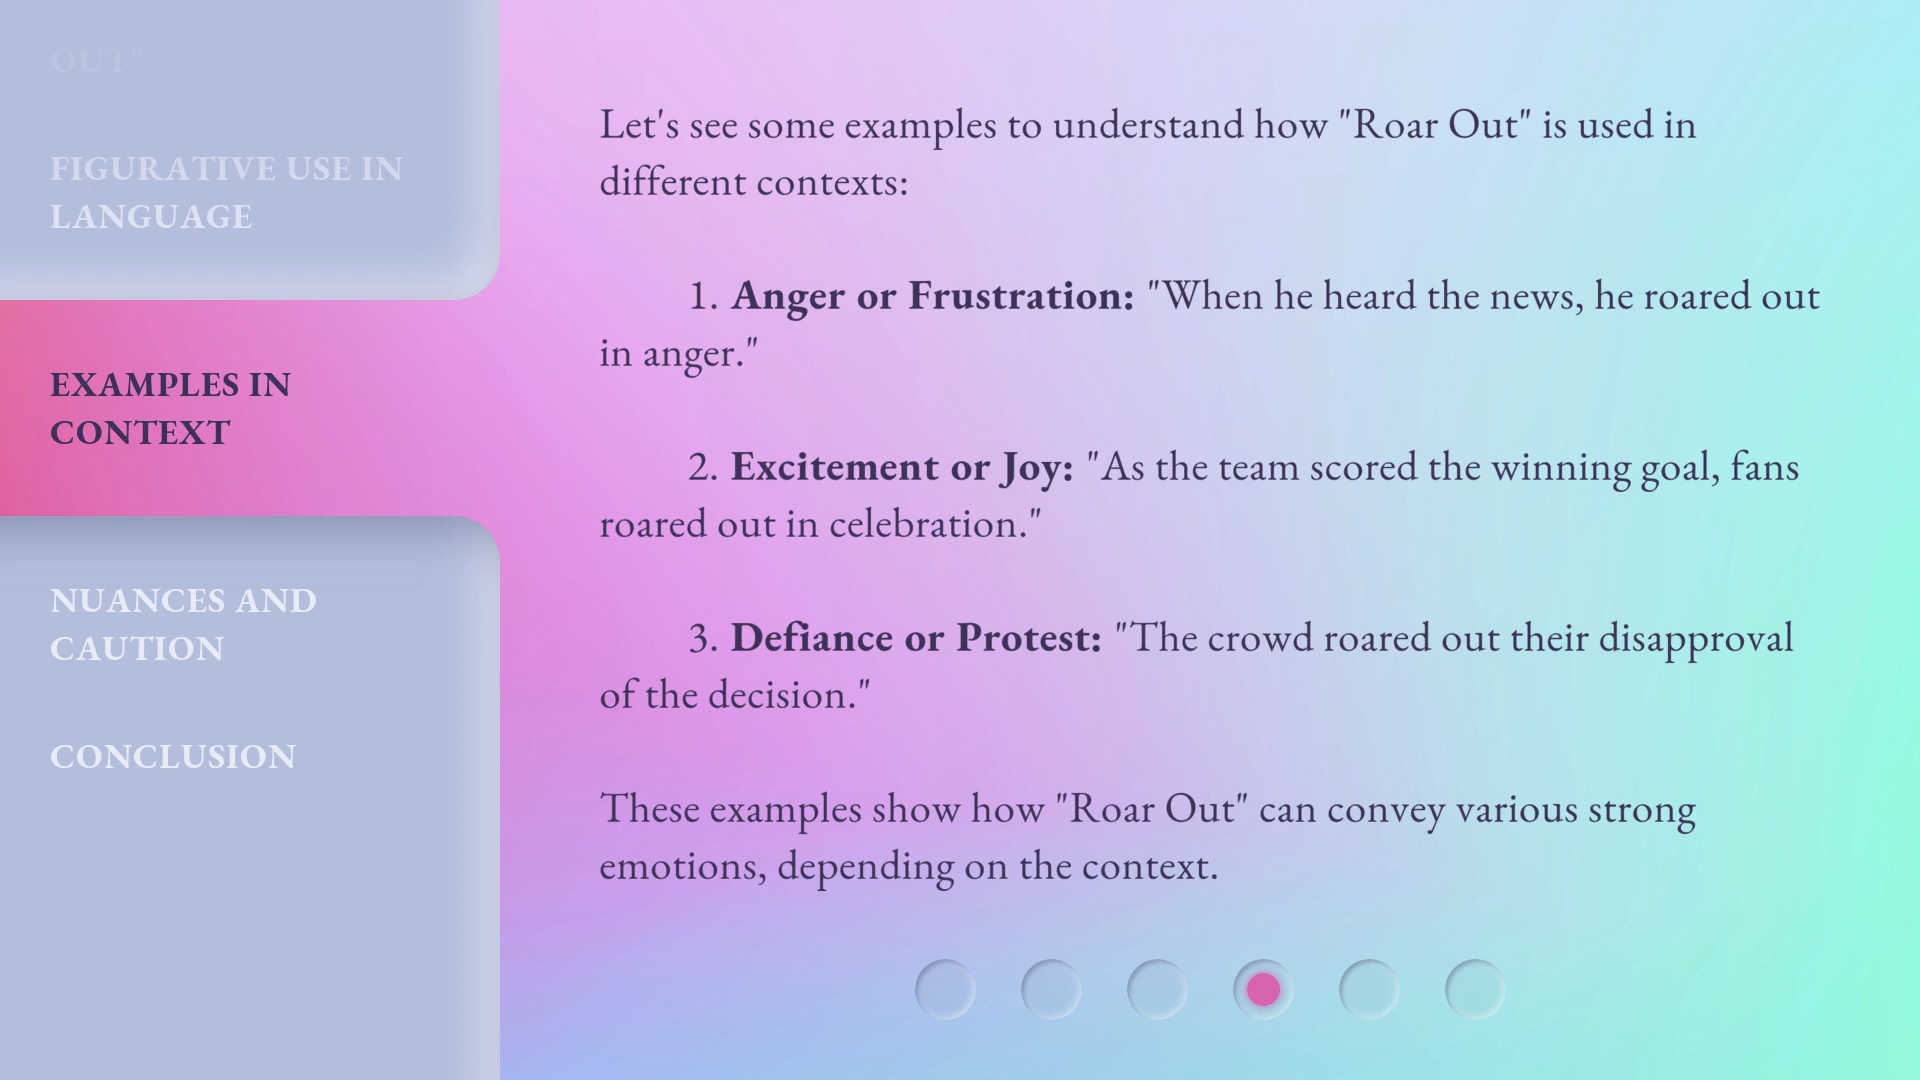 OUT"
FIGURATIVE USE IN
LANGUAGE
EXAMPLES IN
CONTEXT
NUANCES AND
CAUTION
CONCLUSION
Let's see some examples to understand how "Roar Out" is used in
different contexts:
1. Anger or Frustration: "When he heard the news, he roared out
in anger."
2. Excitement or Joy: "As the team scored the winning goal, fans
roared out in celebration."
3. Defiance or Protest: "The crowd roared out their disapproval
of the decision."
These examples show how "Roar Out" can convey various strong
emotions, depending on the context.